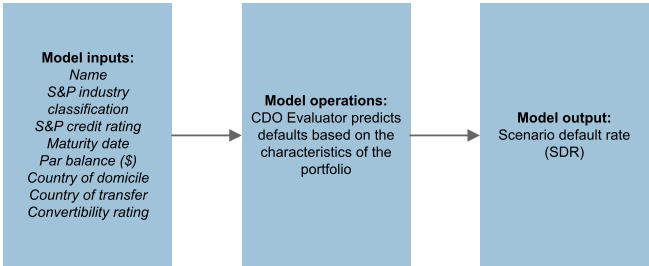 Model inputs:
Name
S&P industry
classification
S&P credit rating
Maturity date
Par balance ($)
Country of domicile
Country of transfer
Convertibility rating
Model operations:
CDO Evaluator predicts
defaults based on the
characteristics of the
portfolio
Model output:
Scenario default rate
(SDR)